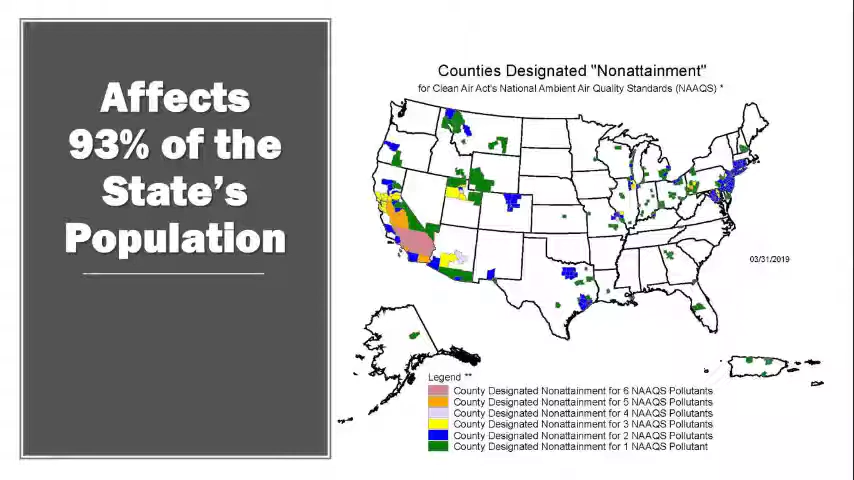 Affects
93% of the
State's
Population
Counties Designated "Nonattainment"
for Clean Air Act's National Ambient Air Quality Standards (NAAQS) *
03/31/2019
Legend **
County Designated Nonattainment for 6 NAAQS Pollutants
County Designated Nonattainment for 5 NAAQS Pollutants
County Designated Nonattainment for 4 NAAQS Pollutants
County Designated Nonattainment for 3 NAAQS Pollutants
County Designated Nonattainment for 2 NAAQS Pollutants
County Designated Nonattainment for 1 NAAQS Pollutant